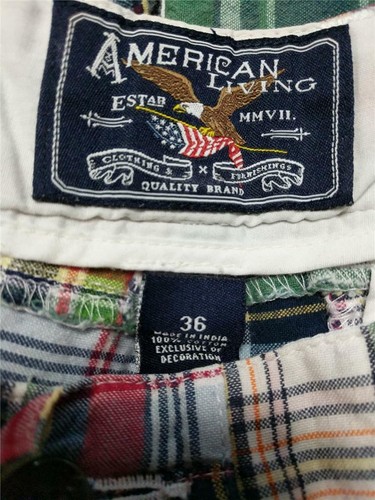 AMERICAN
LIVING
ESTAB MMVII.
CLOTHING & × FURNISHINGS
QUALITY BRAND
36
MADE IN INDIA
100% COTTON
EXCLUSIVE OF
DECORATION